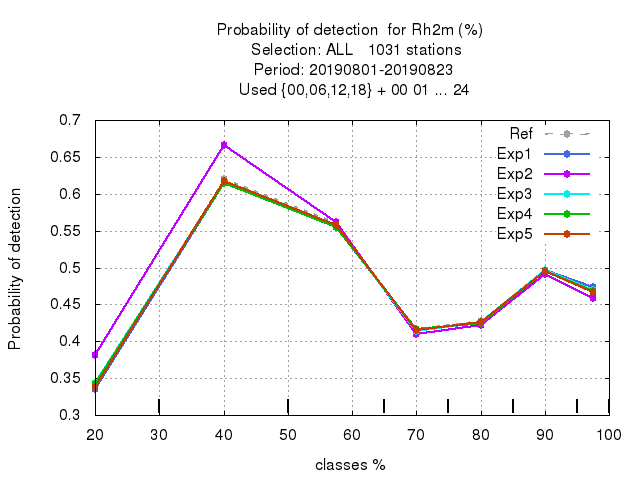 Probability of detection  for Rh2m (%)
Selection: ALL   1031 stations
Period: 20190801-20190823
Used {00,06,12,18} + 00 01 ... 24
Probability of detection
0.7
0.65
0.6
0.55
0.5
0.45
0.4
0.35
0.3
Ref
Exp1
Exp2
Exp3
Exp4
Exp5
20 30 40 50 60 70 80 90 100
classes %